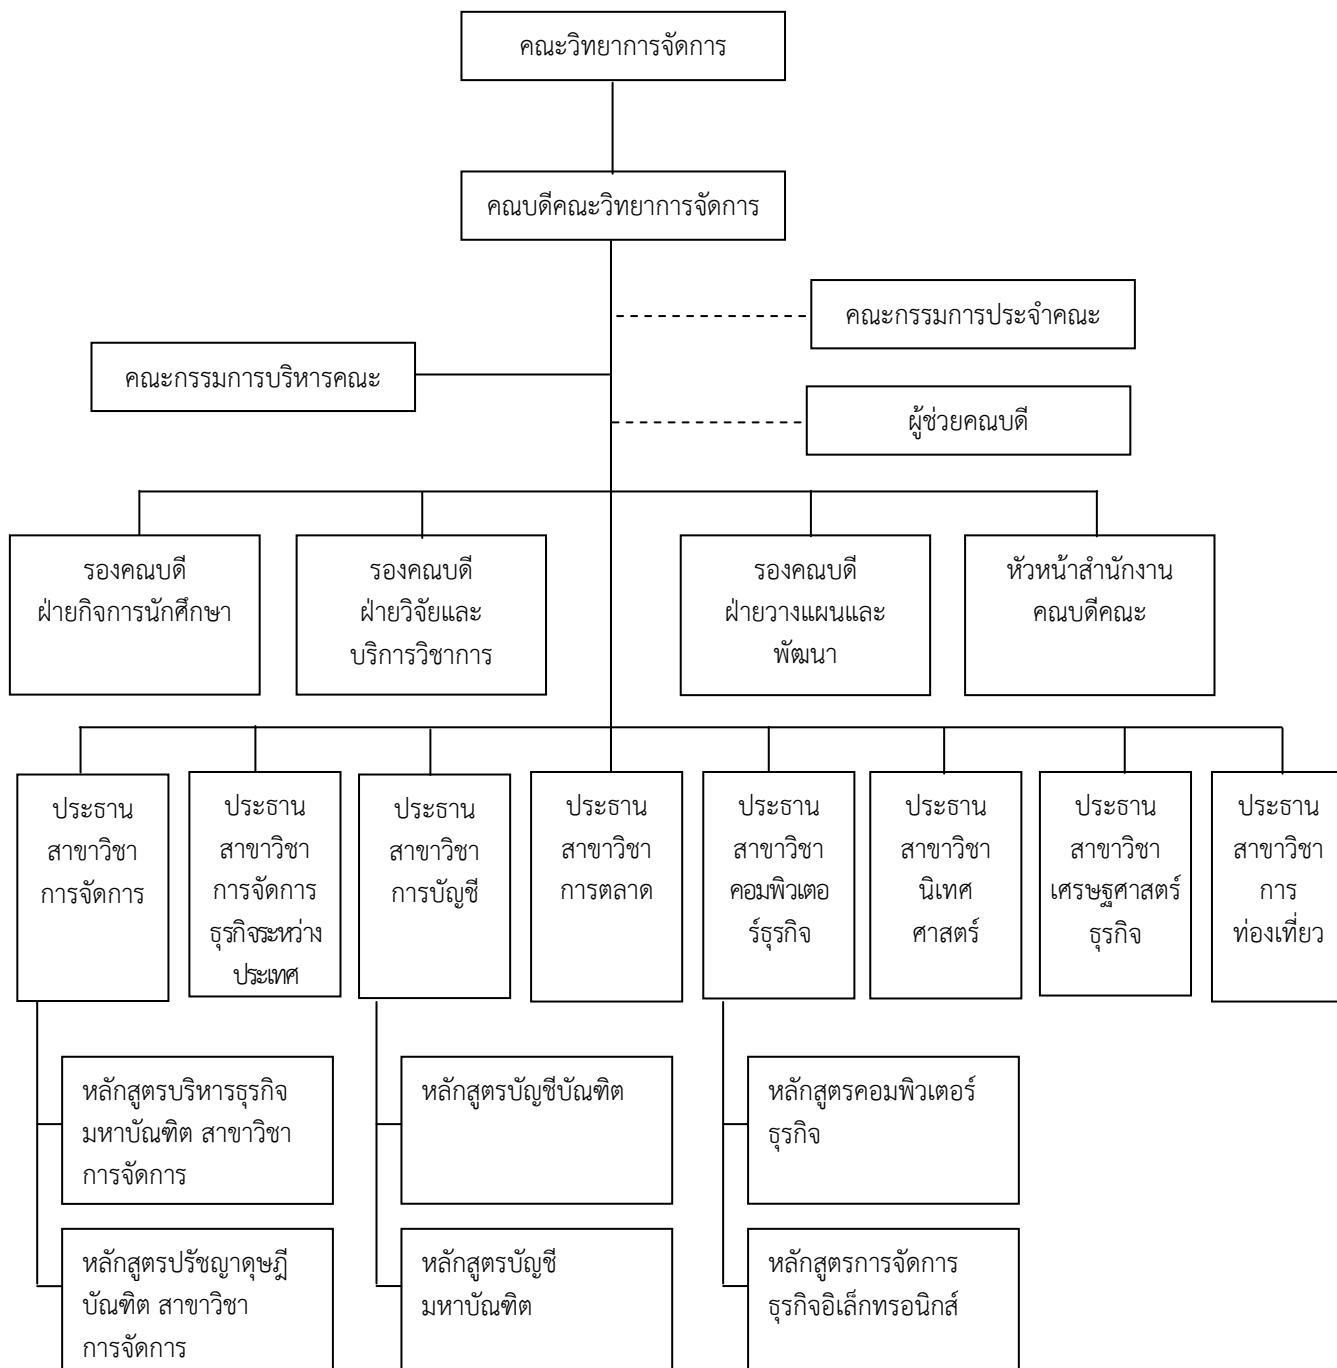 คณะวิทยาการจัดการ
คณบดีคณะวิทยาการจัดการ
คณะกรรมการประจำคณะ
คณะกรรมการบริหารคณะ
ผู้ช่วยคณบดี
รองคณบดี
ฝ่ายกิจการนักศึกษา
รองคณบดี
ฝ่ายวิจัยและ
บริการวิชาการ
รองคณบดี
ฝ่ายวางแผนและ
พัฒนา
หัวหน้าสำนักงาน
คณบดีคณะ
ประธาน
สาขาวิชา
การจัดการ
ประธาน
สาขาวิชา
การจัดการ
ธุรกิจระหว่าง
ประเทศ
ประธาน
สาขาวิชา
การบัญชี
ประธาน
สาขาวิชา
การตลาด
ประธาน
สาขาวิชา
คอมพิวเตอ
ร์ธุรกิจ
ประธาน
สาขาวิชา
นิเทศ
ศาสตร์
ประธาน
สาขาวิชา
เศรษฐศาสตร์
ธุรกิจ
ประธาน
สาขาวิชา
การ
ท่องเที่ยว
หลักสูตรบริหารธุรกิจ
มหาบัณฑิต สาขาวิชา
การจัดการ
หลักสูตรปรัชญาดุษฎี
บัณฑิต สาขาวิชา
การจัดการ
หลักสูตรบัญชีบัณฑิต
หลักสูตรบัญชี
มหาบัณฑิต
หลักสูตรคอมพิวเตอร์
ธุรกิจ
หลักสูตรการจัดการ
ธุรกิจอิเล็กทรอนิกส์